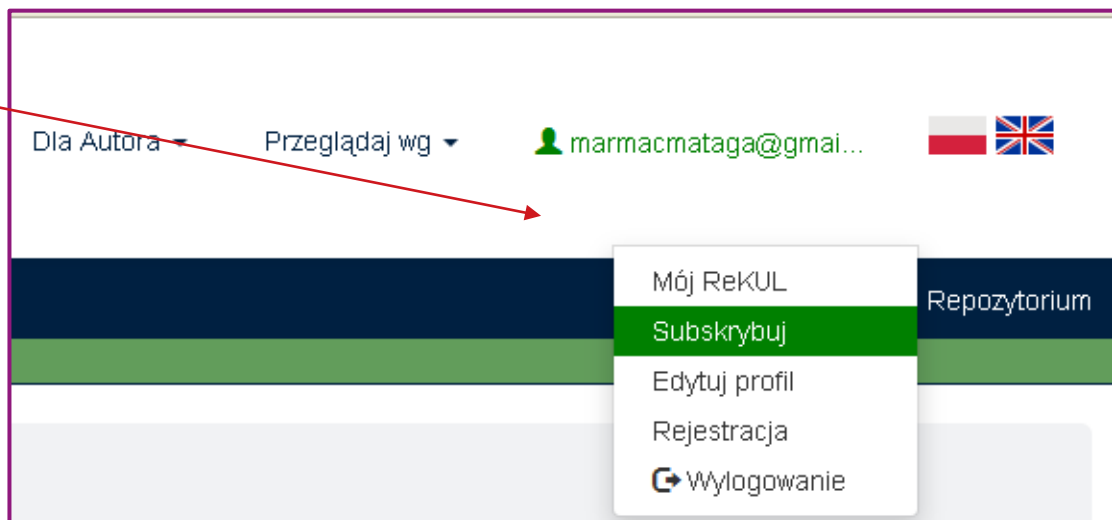 Dla Autora Przeglądaj wg marmacmataga@gmai...
Mój ReKUL
Repozytorium
Subskrybuj
Edytuj profil
Rejestracja
Wylogowanie